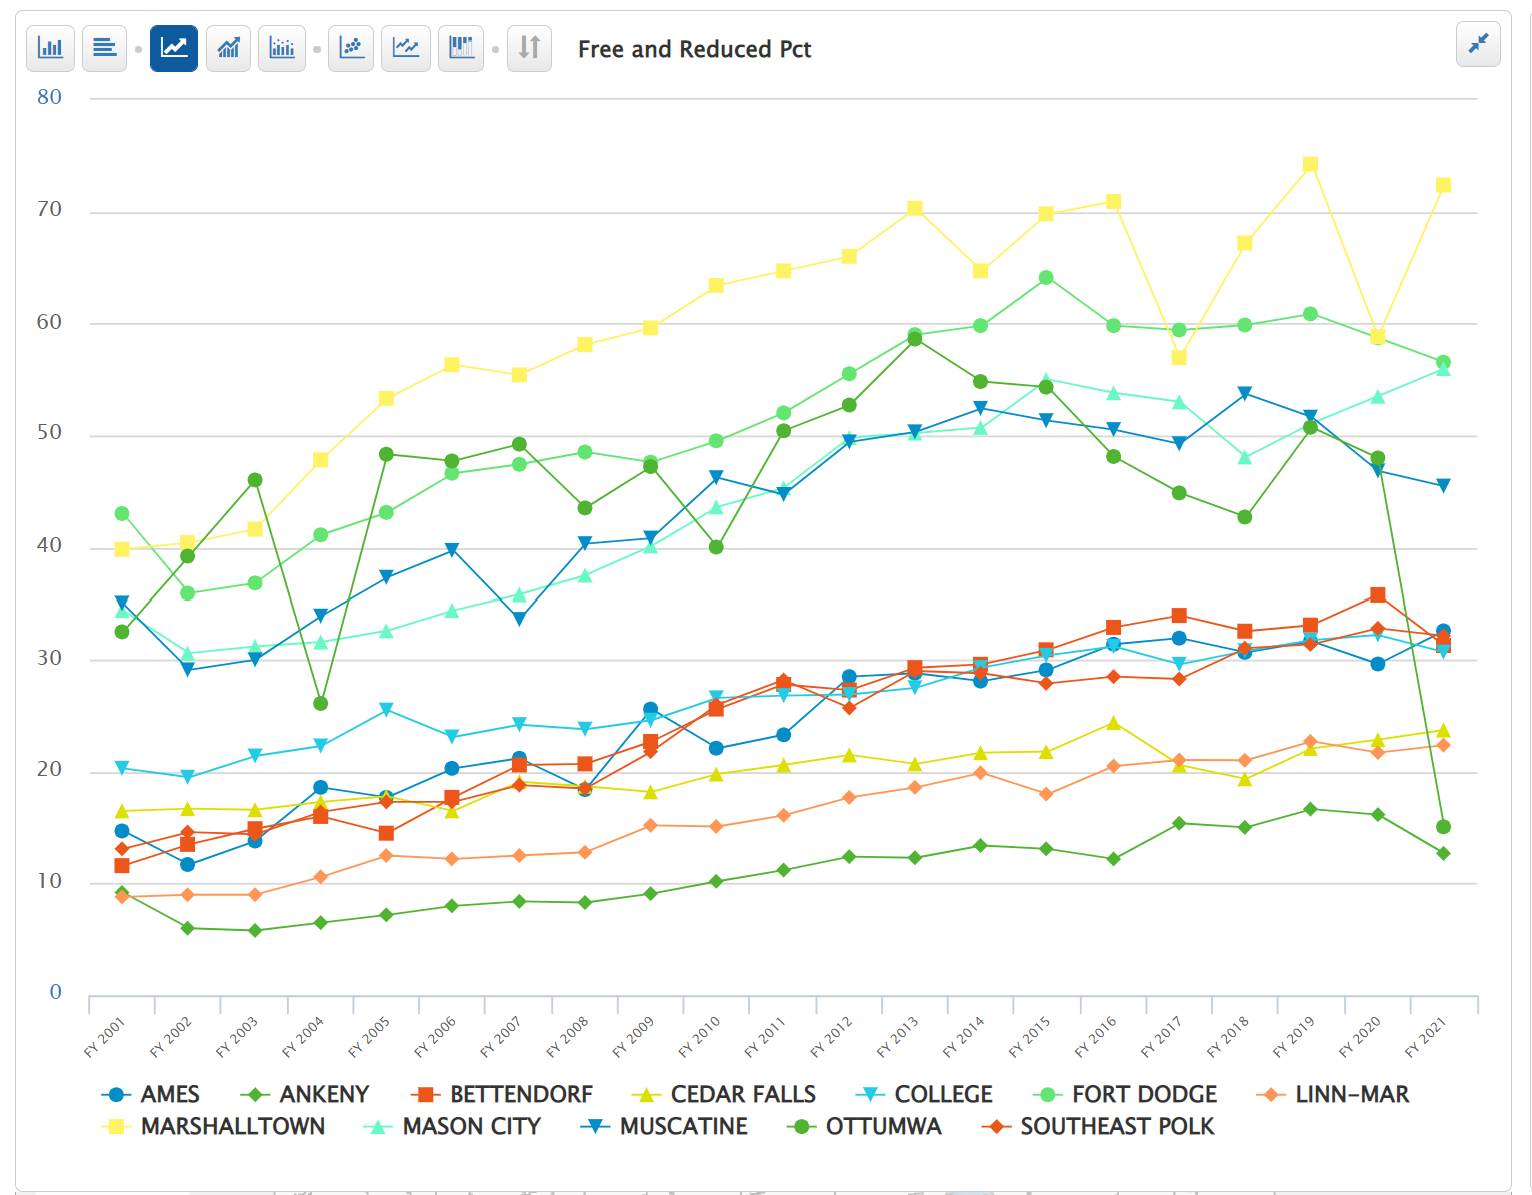 Free and Reduced Pct
80
70
60
50
40
30
20
10
0
FY 2001 FY 2002 FY 2003 FY 2004 FY 2005 FY 2006 FY 2007 FY 2008 FY 2009 FY 2010 FY 2011 FY 2012 FY 2013 FY 2014 FY 2015 FY 2016 FY 2017 FY 2018 FY 2019 FY 2020 FY 2021
AMES ANKENY BETTENDORF CEDAR FALLS COLLEGE FORT DODGE LINN-MAR
MARSHALLTOWN MASON CITY MUSCATINE OTTUMWA SOUTHEAST POLK